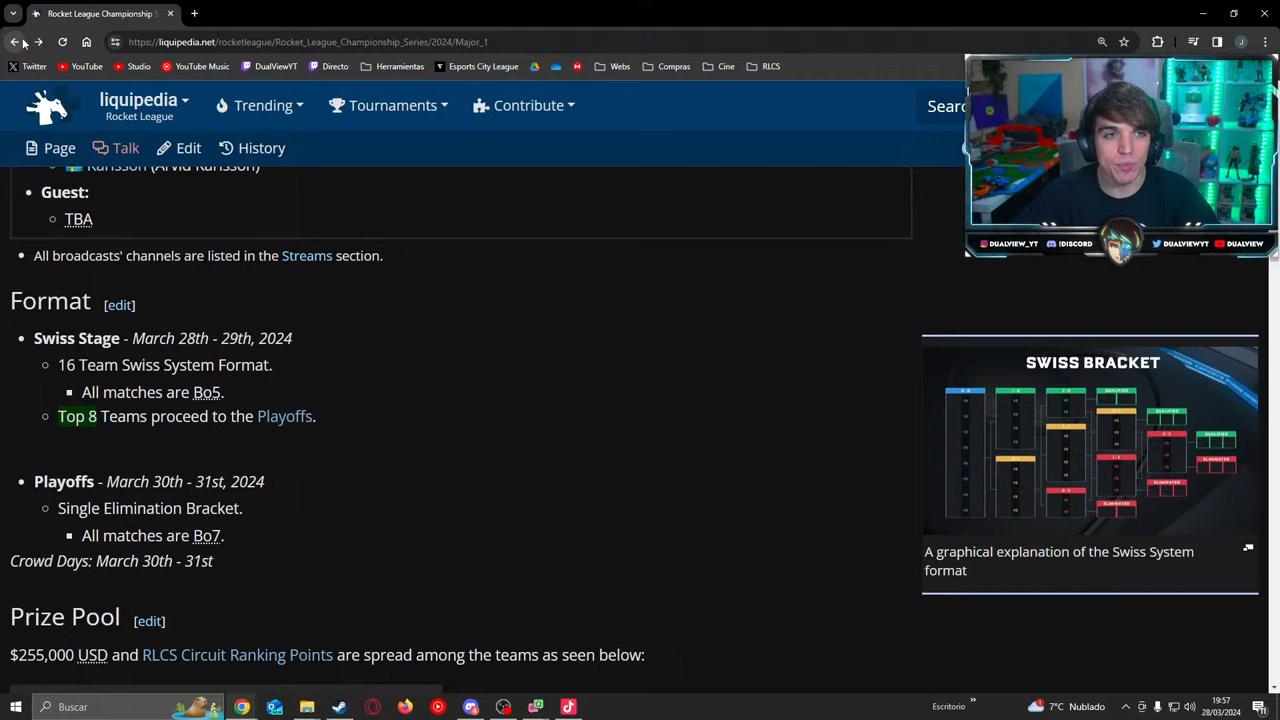 Rocket League Championship S
https://liquipedia.net/rocketleague/Rocket_League_Championship_Series/2024/Major_1
Twitter
YouTube
Studio
YouTube Music
DualViewYT
Directo
Herramientas
Esports City League
Webs
Compras
Cine
RLCS
liquipedia
Rocket League
Trending
Tournaments
Contribute
Sear
Page
Talk
Edit
History
Karlsson (Arvid Karlsson)
Guest:
TBA
All broadcasts' channels are listed in the Streams section.
Format [edit]
Swiss Stage - March 28th - 29th, 2024
16 Team Swiss System Format.
All matches are Bo5.
Top 8 Teams proceed to the Playoffs.
Playoffs - March 30th - 31st, 2024
Single Elimination Bracket.
All matches are Bo7.
Crowd Days: March 30th - 31st
Prize Pool [edit]
$255,000 USD and RLCS Circuit Ranking Points are spread among the teams as seen below:
DUALVIEW_YT
!DISCORD
DUALVIEWYT
DUALVIEW
SWISS BRACKET
A graphical explanation of the Swiss System
format
Buscar
Escritorio
7°C Nublado
19:57
28/03/2024